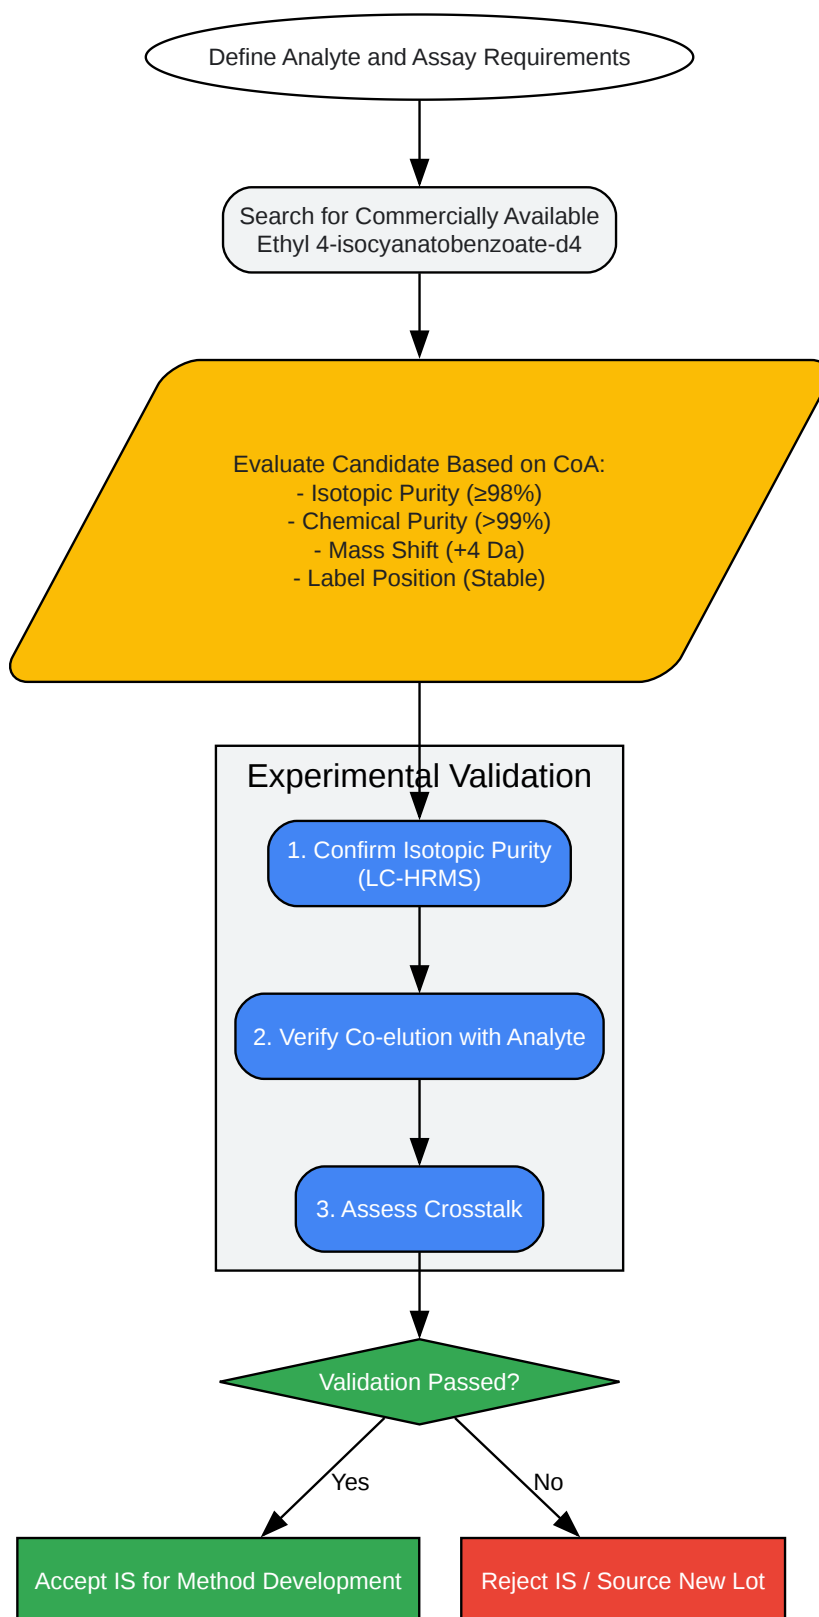 Define Analyte and Assay Requirements
Search for Commercially Available
Ethyl 4-isocyanatobenzoate-d4
Evaluate Candidate Based on CoA:
- Isotopic Purity (≥98%)
- Chemical Purity (>99%)
- Mass Shift (+4 Da)
- Label Position (Stable)
Experimental Validation
1. Confirm Isotopic Purity
(LC-HRMS)
2. Verify Co-elution with Analyte
3. Assess Crosstalk
Validation Passed?
Yes
No
Accept IS for Method Development
Reject IS / Source New Lot